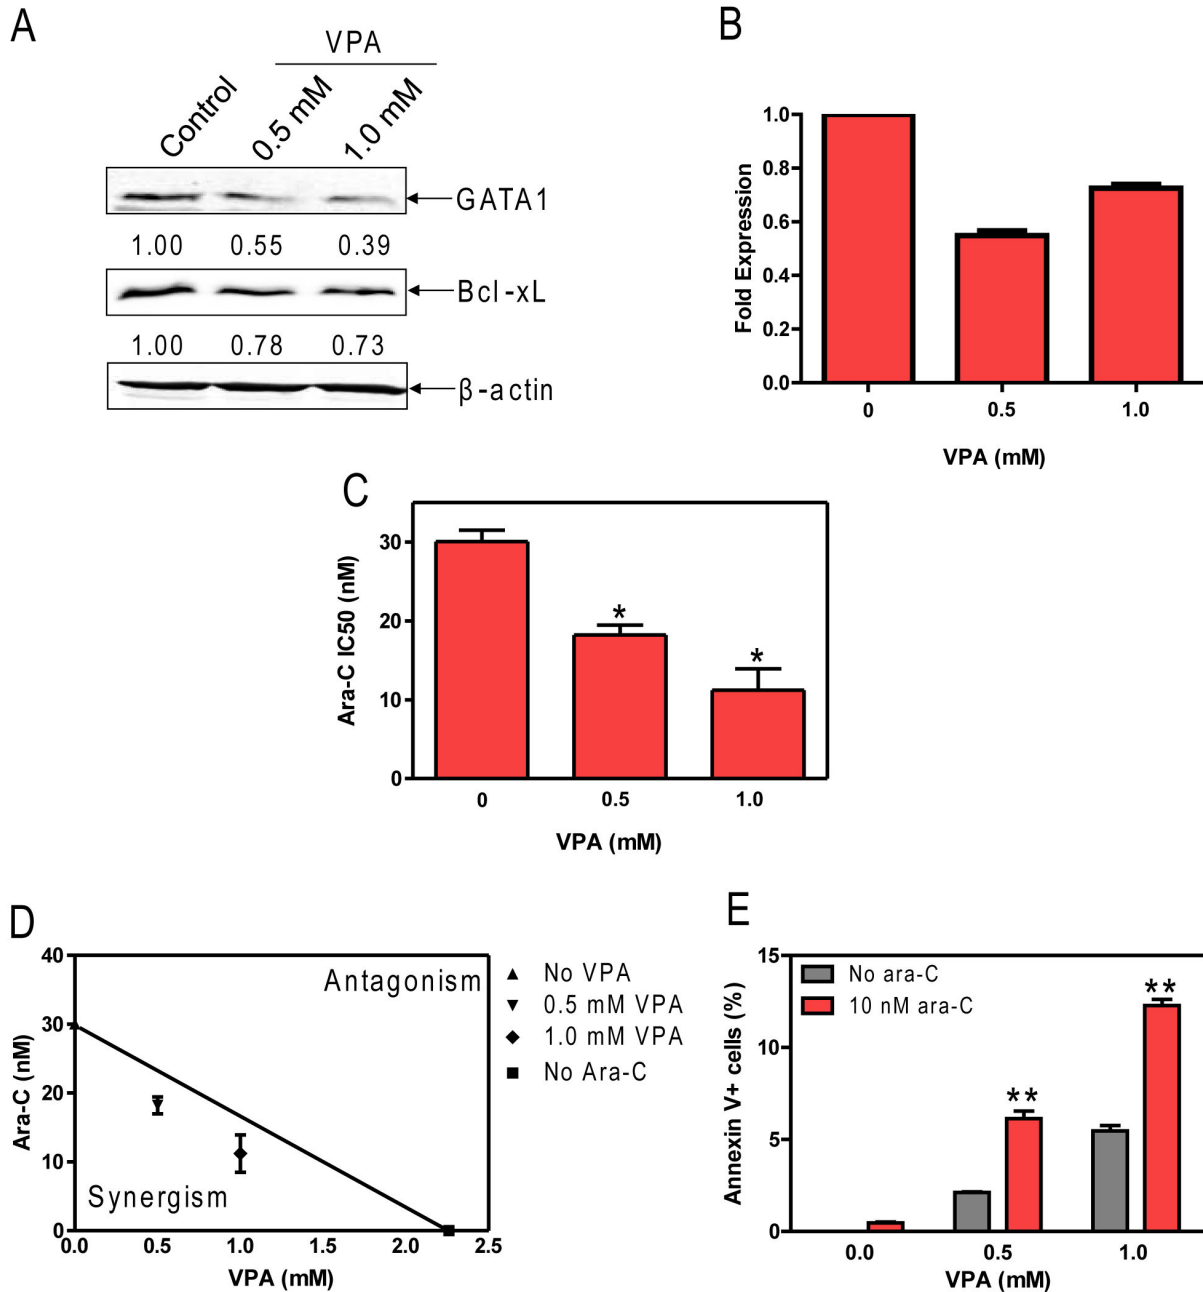 A
VPA
Control
0.5 mM
1.0 mM
GATA1
1.00 0.55 0.39
Bcl-xL
1.00 0.78 0.73
β-actin
B
Fold Expression
1.0
0.8
0.6
0.4
0.2
0.0
0 0.5 1.0
VPA (mM)
C
Ara-C IC50 (nM)
30
20
10
0
*
*
0 0.5 1.0
VPA (mM)
D
Ara-C (nM)
40
30
20
10
0
Antagonism
Synergism
0.0 0.5 1.0 1.5 2.0 2.5
VPA (mM)
No VPA
0.5 mM VPA
1.0 mM VPA
No Ara-C
E
Annexin V+ cells (%)
15
10
5
0
No ara-C
10 nM ara-C
**
**
0.0 0.5 1.0
VPA (mM)